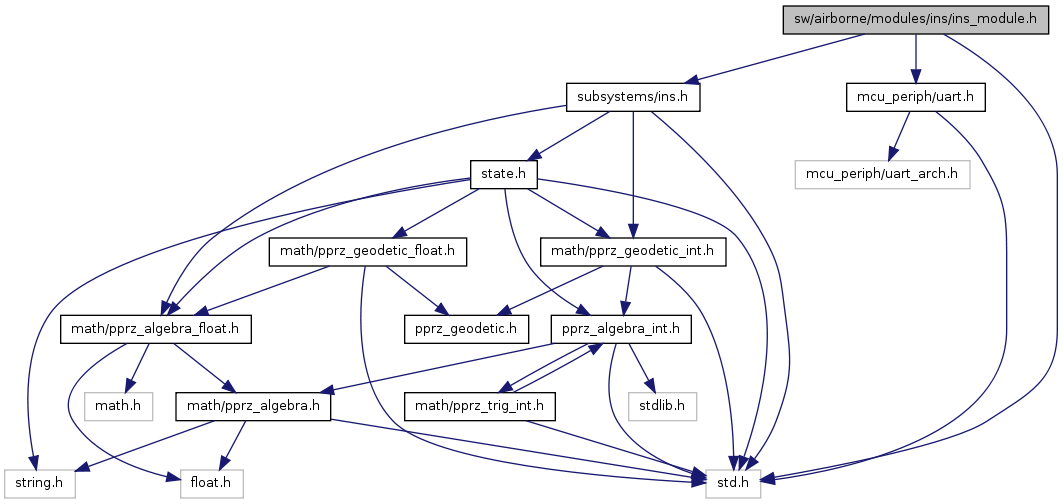 sw/airborne/modules/ins/ins_module.h
subsystems/ins.h
mcu_periph/uart.h
state.h
mcu_periph/uart_arch.h
math/pprz_geodetic_float.h
math/pprz_geodetic_int.h
math/pprz_algebra_float.h
pprz_geodetic.h
pprz_algebra_int.h
math.h
math/pprz_algebra.h
math/pprz_trig_int.h
stdlib.h
string.h
float.h
std.h